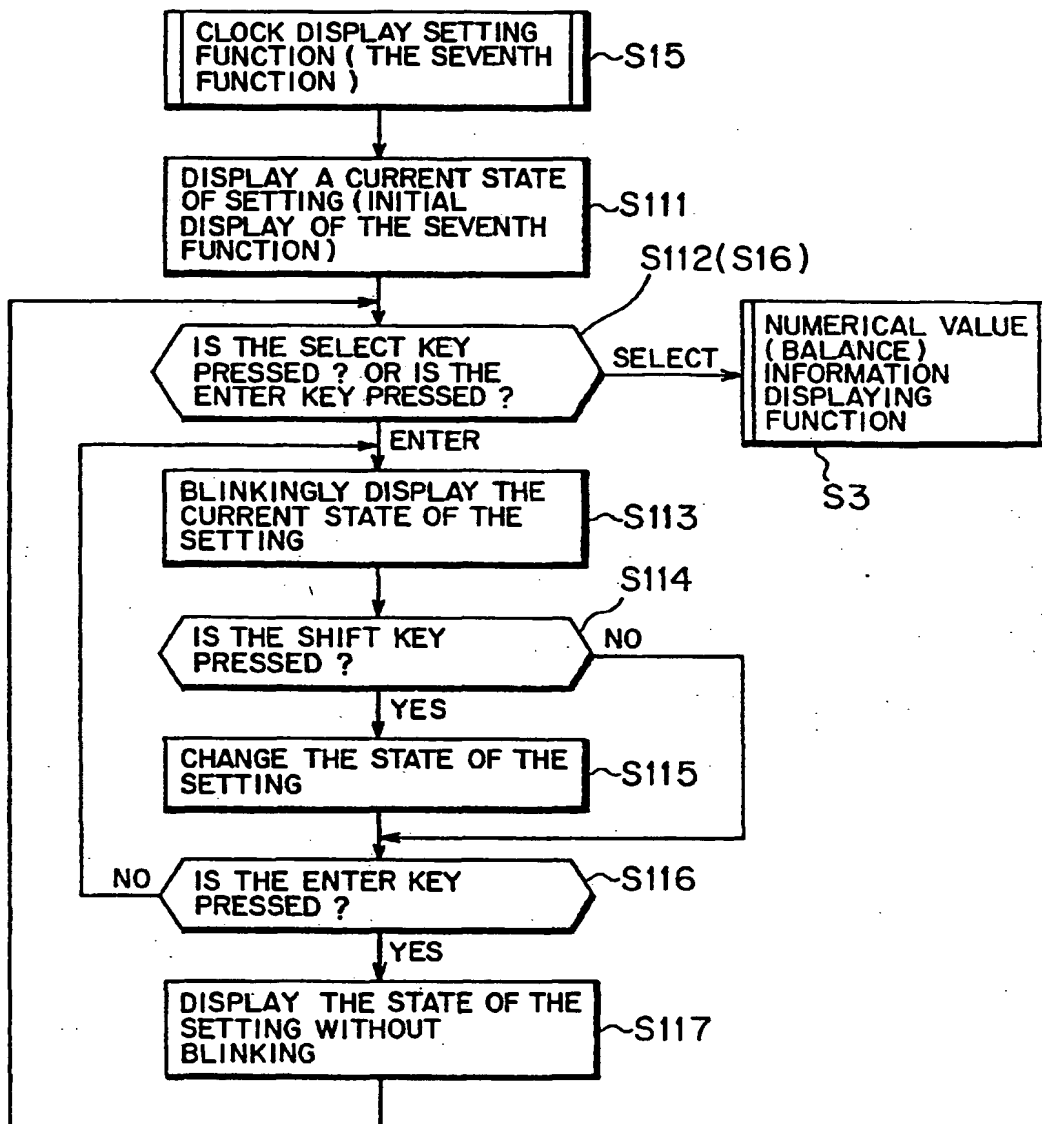 CLOCK DISPLAY SETTING
FUNCTION ( THE SEVENTH
FUNCTION )
S15
DISPLAY A CURRENT STATE
OF SETTING (INITIAL
DISPLAY OF THE SEVENTH
FUNCTION)
S111
S112(S16)
IS THE SELECT KEY
PRESSED ? OR IS THE
ENTER KEY PRESSED ?
SELECT
NUMERICAL VALUE
(BALANCE)
INFORMATION
DISPLAYING
FUNCTION
S3
ENTER
BLINKINGLY DISPLAY THE
CURRENT STATE OF THE
SETTING
S113
S114
IS THE SHIFT KEY
PRESSED ?
NO
YES
CHANGE THE STATE OF THE
SETTING
S115
NO
IS THE ENTER KEY
PRESSED ?
S116
YES
DISPLAY THE STATE OF THE
SETTING WITHOUT
BLINKING
S117